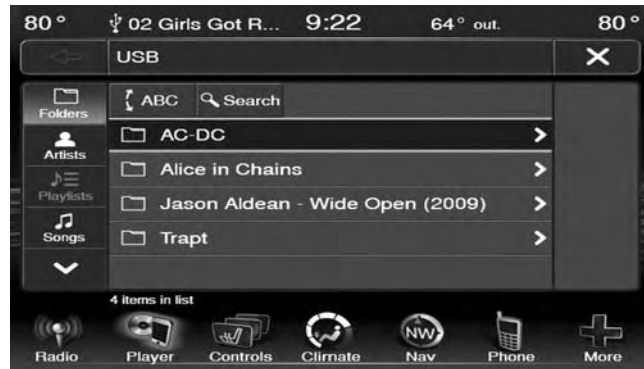 80° 02 Girls Got R... 9:22 64° out. 80°
USB
ABC Search
Folders
AC-DC
Artists
Alice in Chains
Playlists
Jason Aldean - Wide Open (2009)
Songs
Trapt
4 items in list
NW
Radio Player Controls Climate Nav Phone More